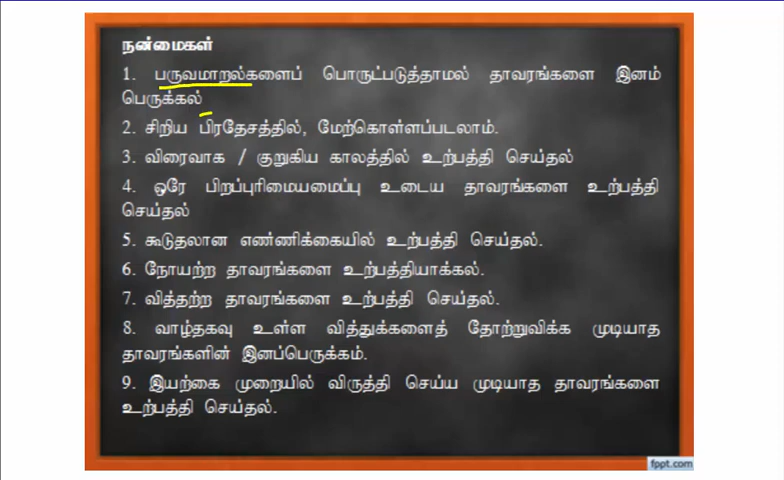 நன்மைகள்
1. பருவமாறல்களைப் பொருட்படுத்தாமல் தாவரங்களை இனம்
பெருக்கல்
2. சிறிய பிரதேசத்தில், மேற்கொள்ளப்படலாம்.
3. விரைவாக / குறுகிய காலத்தில் உற்பத்தி செய்தல்
4. ஒரே பிறப்புரிமையமைப்பு உடைய தாவரங்களை உற்பத்தி
செய்தல்
5. கூடுதலான எண்ணிக்கையில் உற்பத்தி செய்தல்.
6. நோயற்ற தாவரங்களை உற்பத்தியாக்கல்.
7. வித்தற்ற தாவரங்களை உற்பத்தி செய்தல்.
8. வாழ்தகவு உள்ள வித்துக்களைத் தோற்றுவிக்க முடியாத
தாவரங்களின் இனப்பெருக்கம்.
9. இயற்கை முறையில் விருத்தி செய்ய முடியாத தாவரங்களை
உற்பத்தி செய்தல்.
fppt.com